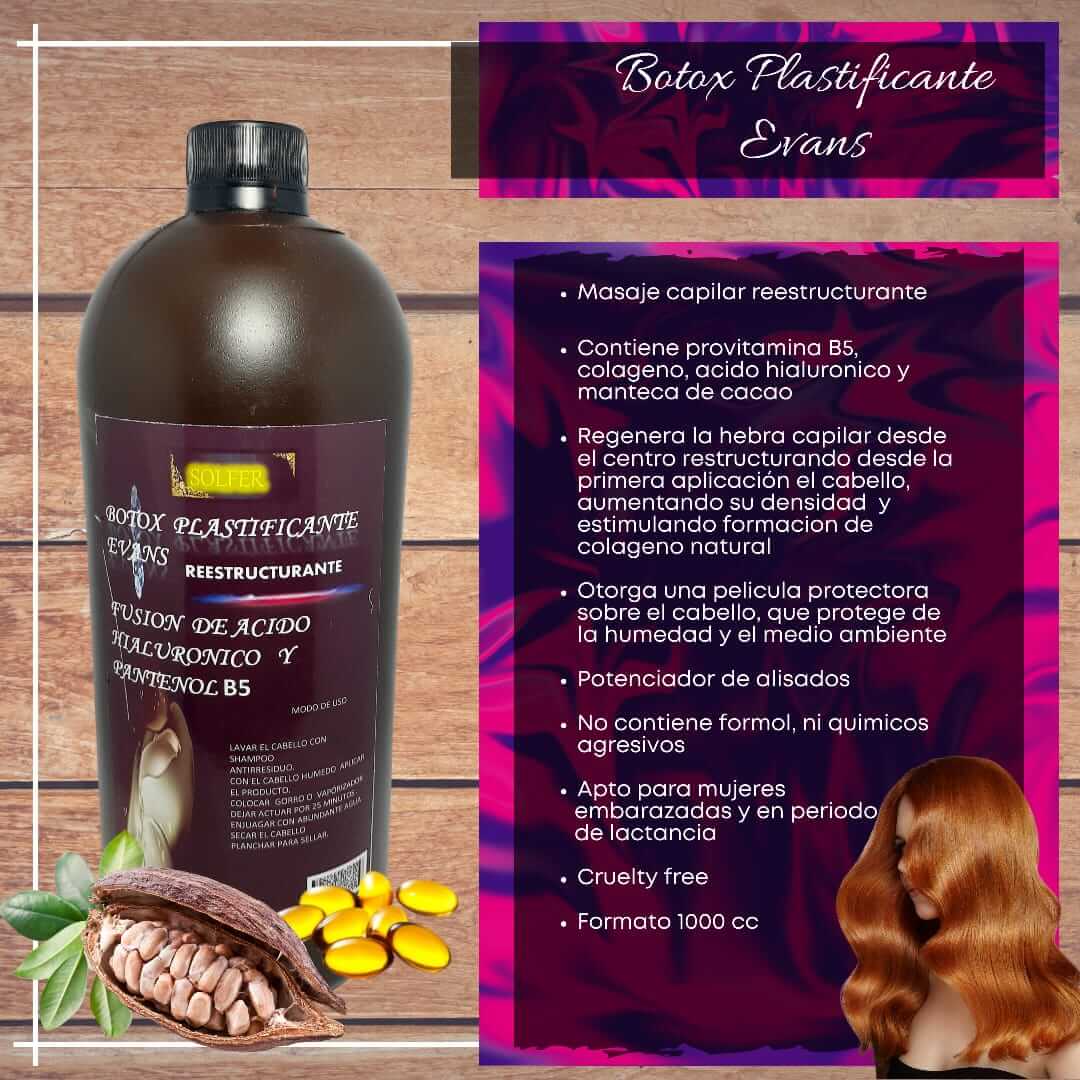 Botox Plastificante
Evans
• Masaje capilar reestructurante
• Contiene provitamina B5,
colageno, acido hialuronico y
manteca de cacao
• Regenera la hebra capilar desde
el centro restructurando desde la
primera aplicación el cabello,
aumentando su densidad y
estimulando formacion de
colageno natural
• Otorga una pelicula protectora
sobre el cabello, que protege de
la humedad y el medio ambiente
• Potenciador de alisados
• No contiene formol, ni quimicos
agresivos
• Apto para mujeres
embarazadas y en periodo
de lactancia
• Cruelty free
• Formato 1000 cc
SOLFER
BOTOX PLASTIFICANTE
EVANS
REESTRUCTURANTE
FUSION DE ACIDO
HIALURONICO Y
PANTENOL B5
MODO DE USO
LAVAR EL CABELLO CON
SHAMPOO
ANTIRRESIDUO.
CON EL CABELLO HUMEDO APLICAR
EL PRODUCTO.
COLOCAR GORRO O VAPORIZADOR
DEJAR ACTUAR POR 25 MINUTOS
ENJUAGAR CON ABUNDANTE AGUA
SECAR EL CABELLO
PLANCHAR PARA SELLAR.